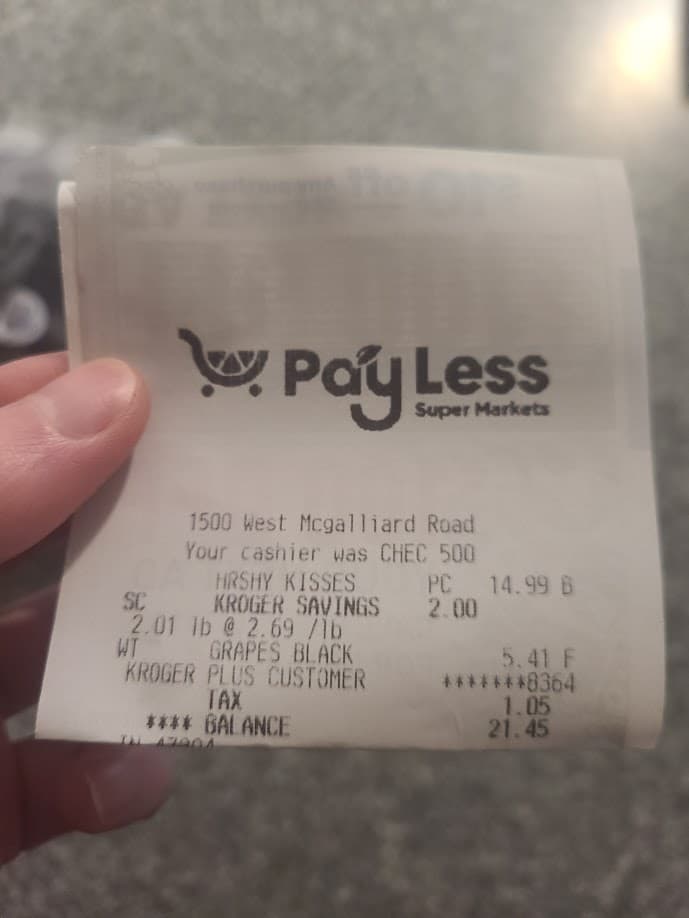 Pay Less
Super Markets
1500 West Mcgalliard Road
Your cashier was CHEC 500
HRSHY KISSES PC 14.99 B
SC KROGER SAVINGS 2.00
2.01 lb @ 2.69 /lb
WT GRAPES BLACK 5.41 F
KROGER PLUS CUSTOMER *******8364
TAX 1.05
**** BALANCE 21.45